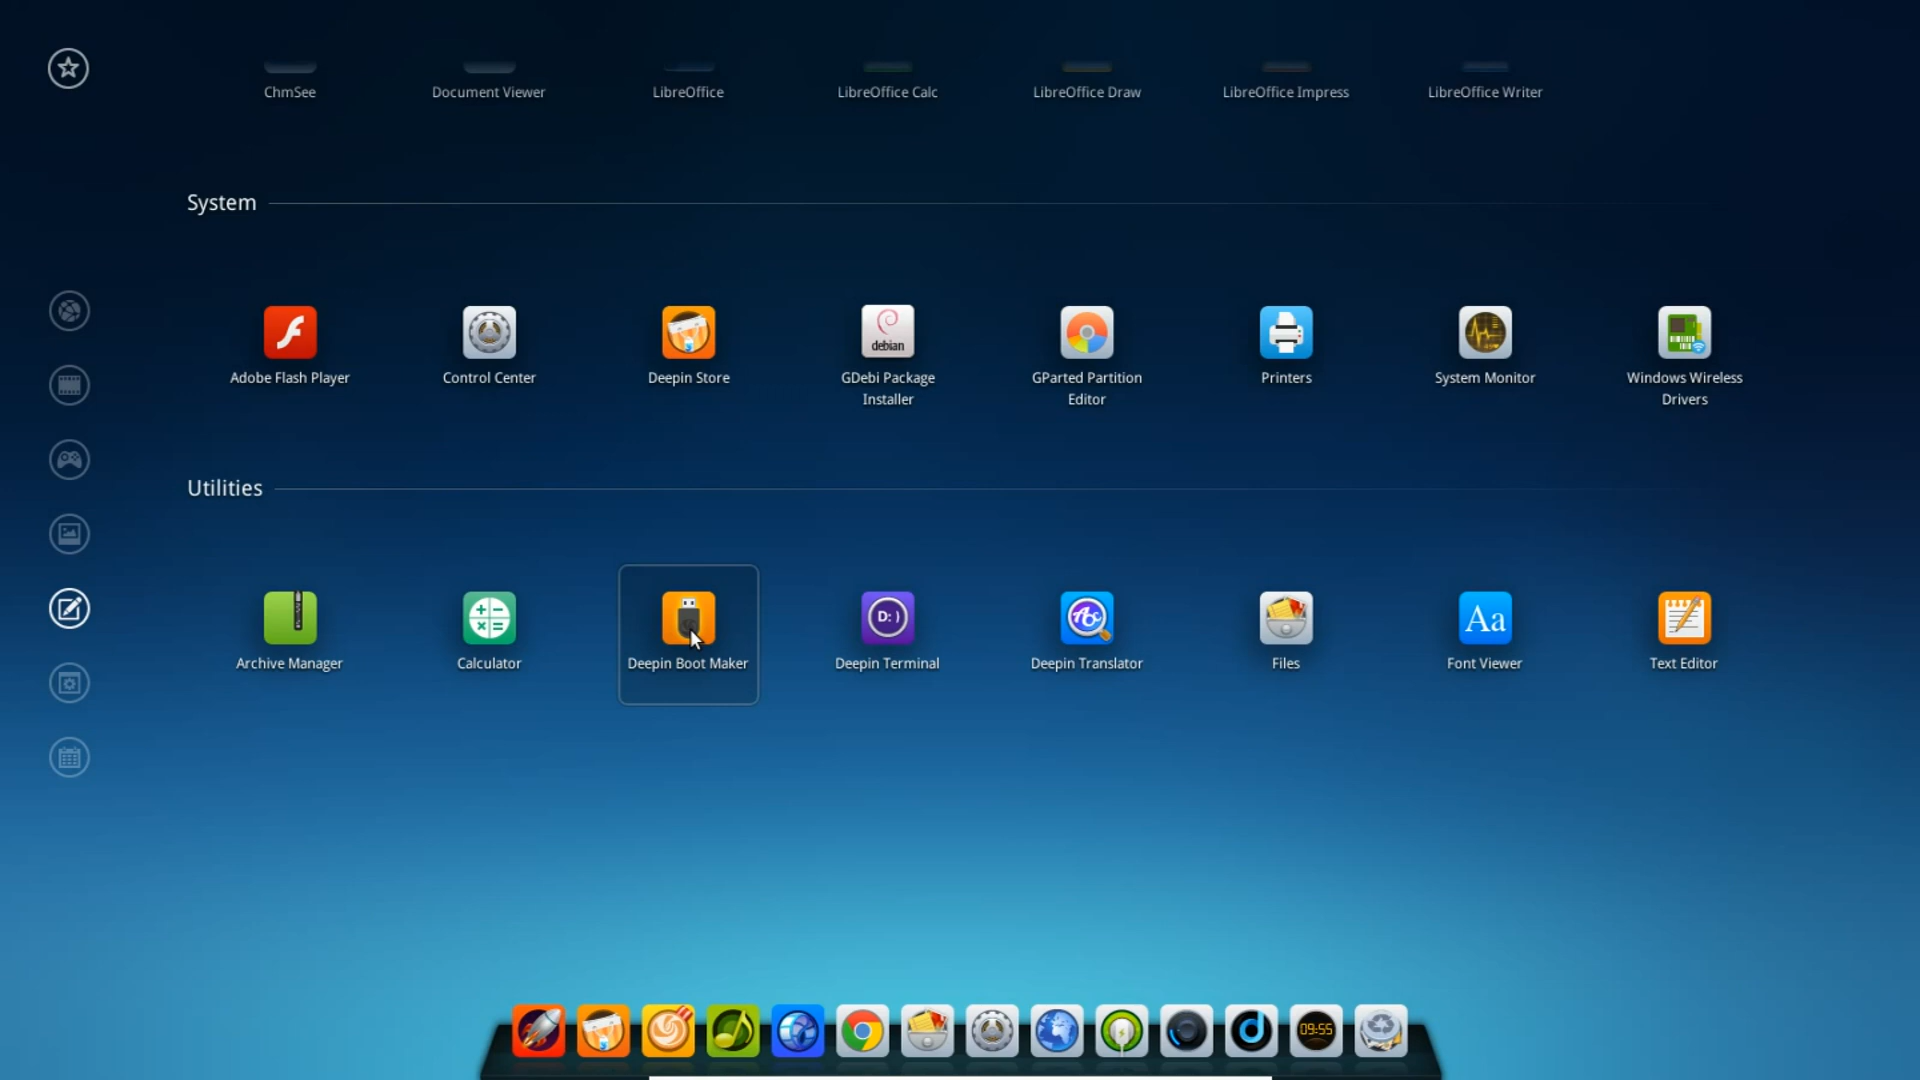 ChmSee
Document Viewer
LibreOffice
LibreOffice Calc
LibreOffice Draw
LibreOffice Impress
LibreOffice Writer
System
debian
Adobe Flash Player
Control Center
Deepin Store
GDebi Package
Installer
GParted Partition
Editor
Printers
System Monitor
Windows Wireless
Drivers
Utilities
D:)
Aa
Archive Manager
Calculator
Deepin Boot Maker
Deepin Terminal
Deepin Translator
Files
Font Viewer
Text Editor
09:55